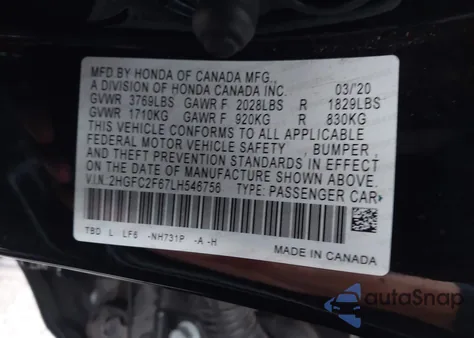 MFD BY HONDA OF CANADA MFG.,
A DIVISION OF HONDA CANADA INC. 03/'20
GVWR 3769LBS GAWR F 2028LBS R 1829LBS
GVWR 1710KG GAWR F 920KG R 830KG
THIS VEHICLE CONFORMS TO ALL APPLICABLE
FEDERAL MOTOR VEHICLE SAFETY , BUMPER ,
AND THEFT PREVENTION STANDARDS IN EFFECT
ON THE DATE OF MANUFACTURE SHOWN ABOVE.
V.I.N. 2HGFC2F67LH546756 TYPE: PASSENGER CAR
TBD L LF6 -NH731P -A -H
MADE IN CANADA
autoSnap